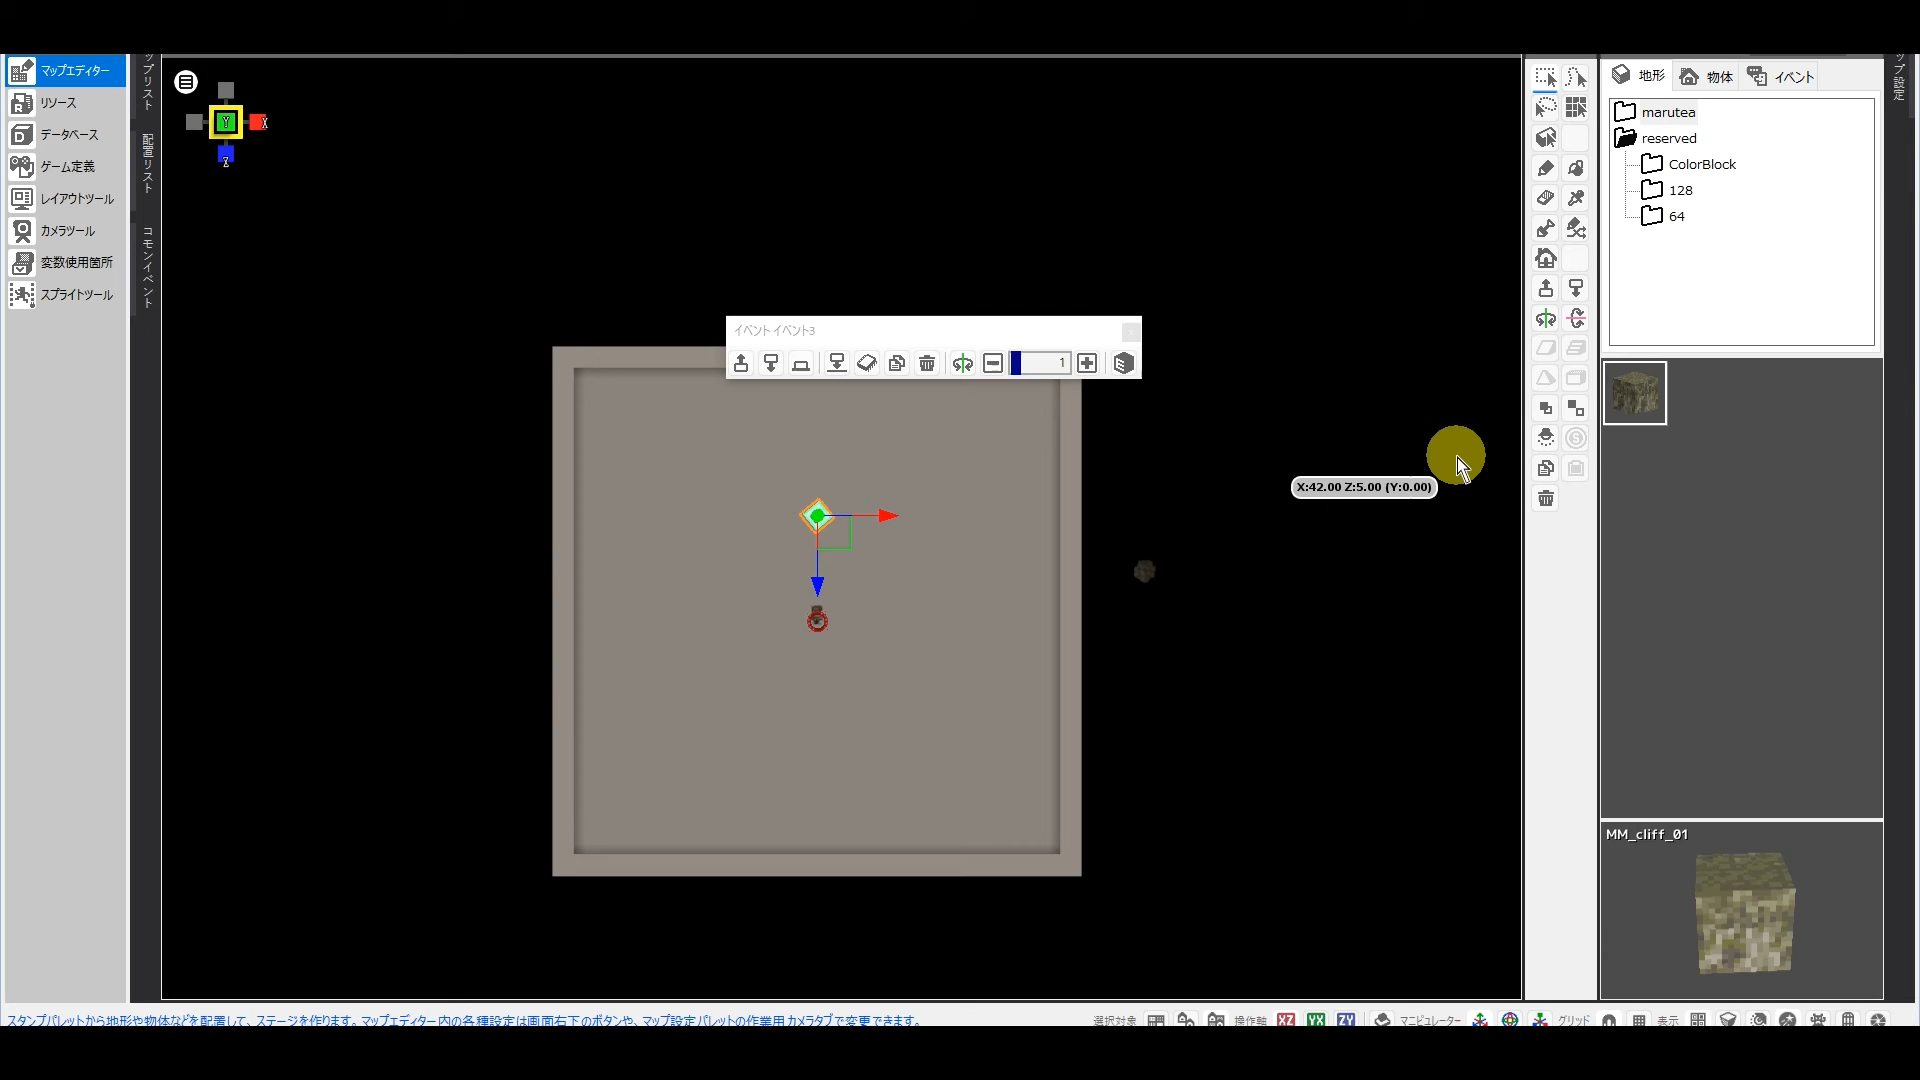 マップエディター
リソース
データベース
ゲーム定義
レイアウトツール
カメラツール
変数使用箇所
スプライトツール
ップリスト
配置リスト
コモンイベント
Y
X
Z
イベント イベント3
1
X:42.00 Z:5.00 (Y:0.00)
地形
物体
イベント
marutea
reserved
ColorBlock
128
64
MM_cliff_01
ップ設定
スタンプパレットから地形や物体などを配置して、ステージを作ります。マップエディター内の各種設定は画面右下のボタンや、マップ設定パレットの作業用カメラタブで変更できます。
選択対象
操作軸
XZ
YX
ZY
マニピュレーター
グリッド
表示